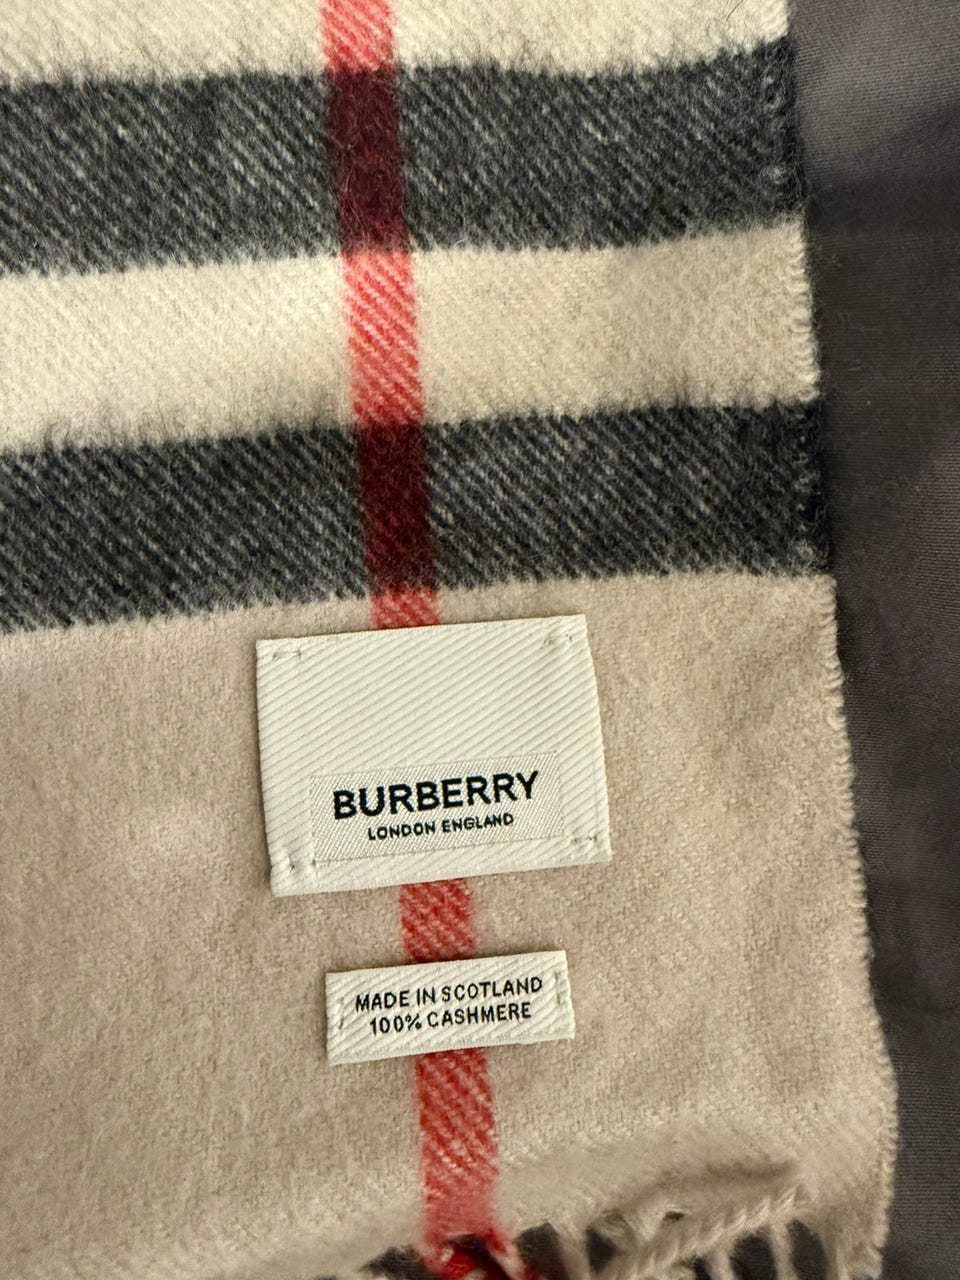 BURBERRY
LONDON ENGLAND
MADE IN SCOTLAND
100% CASHMERE